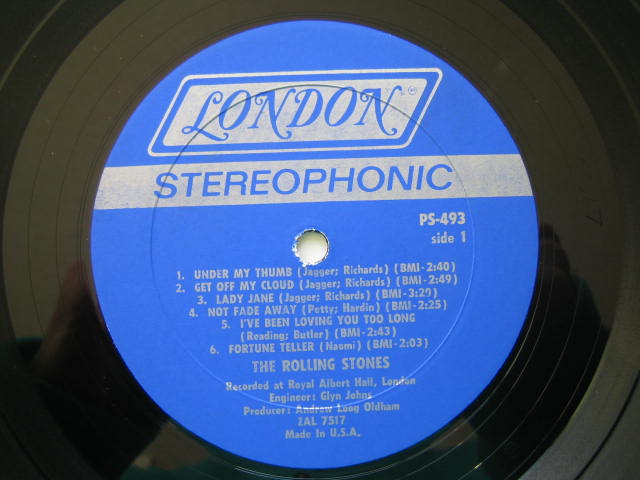 LONDON
STEREOPHONIC
PS-493
side 1
1. UNDER MY THUMB (Jagger; Richards) (BMI-2:40)
2. GET OFF MY CLOUD (Jagger; Richards) (BMI-2:49)
3. LADY JANE (Jagger; Richards) (BMI-3:20)
4. NOT FADE AWAY (Petty; Hardin) (BMI-2:25)
5. I'VE BEEN LOVING YOU TOO LONG
(Reading; Butler) (BMI-2:43)
6. FORTUNE TELLER (Naomi) (BMI-2:03)
THE ROLLING STONES
Recorded at Royal Albert Hall, London
Engineer: Glyn Johns
Producer: Andrew Loog Oldham
ZAL 7517
Made in U.S.A.